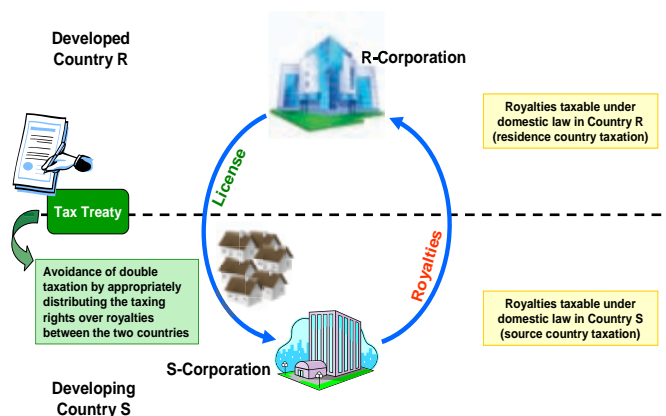 Developed
Country R
R-Corporation
Royalties taxable under
domestic law in Country R
(residence country taxation)
License
Tax Treaty
Royalties
Avoidance of double
taxation by appropriately
distributing the taxing
rights over royalties
between the two countries
Royalties taxable under
domestic law in Country S
(source country taxation)
S-Corporation
Developing
Country S